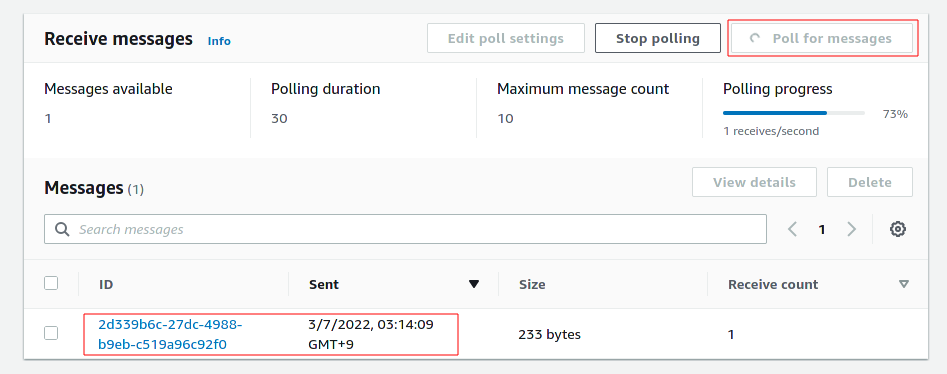 Receive messages Info Edit poll settings Stop polling Poll for messages
Messages available Polling duration Maximum message count Polling progress
1 30 10 73%
1 receives/second
Messages (1) View details Delete
Search messages 1
ID Sent Size Receive count
2d339b6c-27dc-4988- 3/7/2022, 03:14:09 233 bytes 1
b9eb-c519a96c92f0 GMT+9